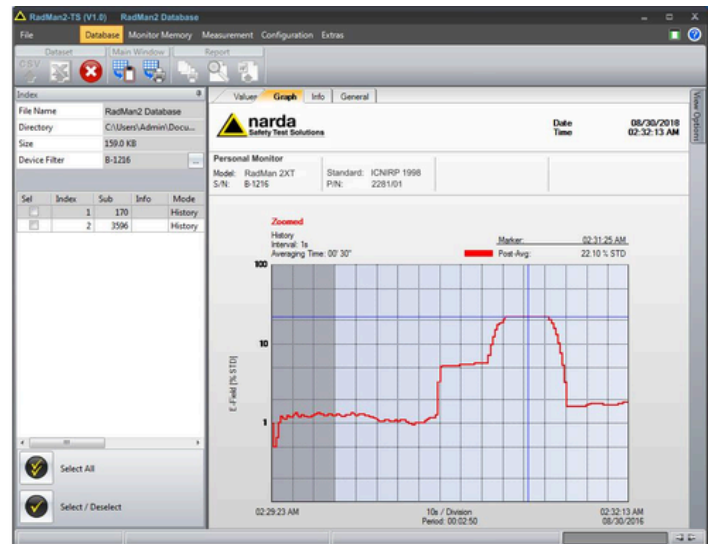 RadMan2-TS (V1.0) RadMan2 Database
File Database Monitor Memory Measurement Configuration Extras
Dataset Main Window Report
CSV
Index
File Name RadMan2 Database
Directory C:\Users\Admin\Docu...
Size 159.0 KB
Device Filter B-1216 ...
Sel Index Sub Info Mode
1 170 History
2 3596 History
Select All
Select / Deselect
Values Graph Info General
View Options
narda
Safety Test Solutions
Date 08/30/2018
Time 02:32:13 AM
Personal Monitor
Model: RadMan 2XT Standard: ICNIRP 1998
S/N: B-1216 P/N: 2281/01
Zoomed
History
Interval: 1s
Averaging Time: 00' 30"
Marker: 02:31:25 AM
Post-Avg: 22.10 % STD
100
10
1
E-Field [% STD]
02:29:23 AM 10s / Division 02:32:13 AM
Period: 00:02:50 08/30/2016